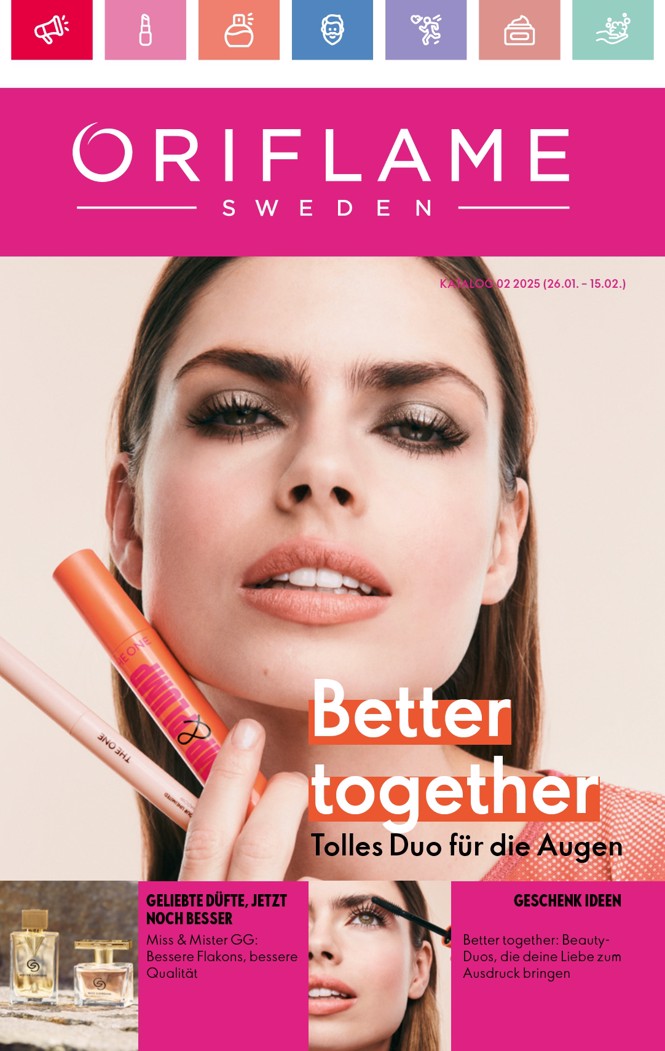 ORIFLAME
SWEDEN
KATALOG 02 2025 (26.01. – 15.02.)
THE ONE
THE ONE
Better
together
Tolles Duo für die Augen
GELIEBTE DÜFTE, JETZT
NOCH BESSER
Miss & Mister GG:
Bessere Flakons, bessere
Qualität
GESCHENK IDEEN
Better together: Beauty-
Duos, die deine Liebe zum
Ausdruck bringen